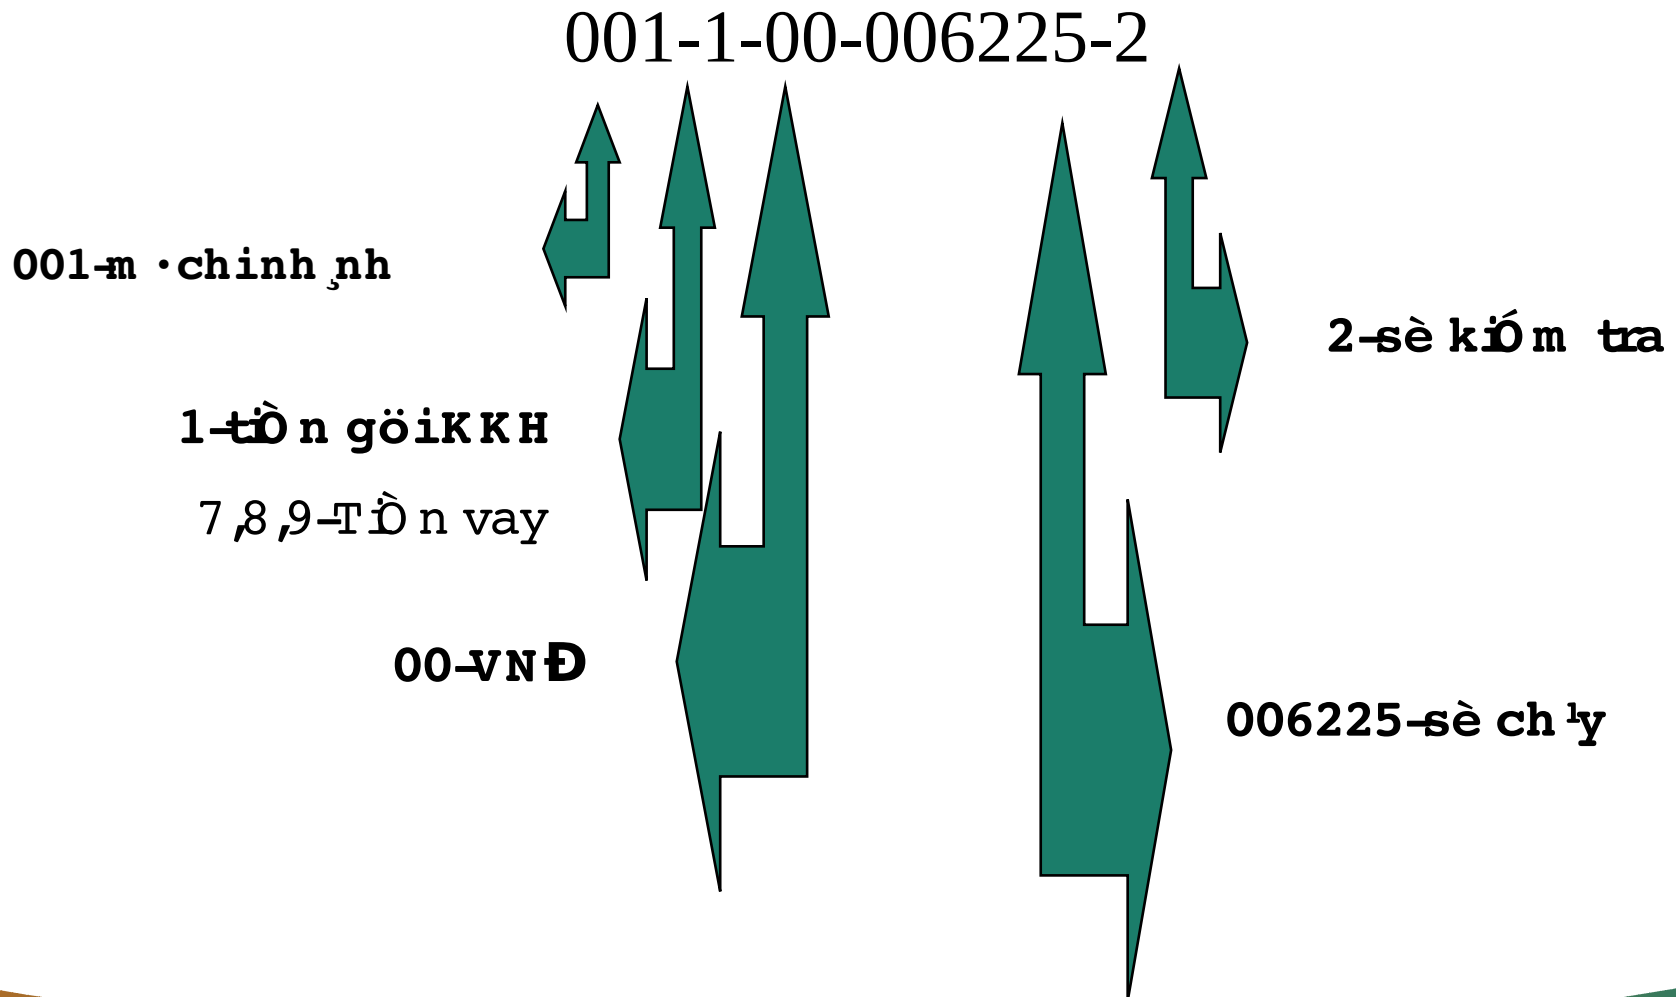 001-1-00-006225-2
001-m·chinh¸nh
2-sè kiÓm tra
1-tiÒn göiKKH
7,8,9-TiÒn vay
00-VNĐ
006225-sè ch¹y